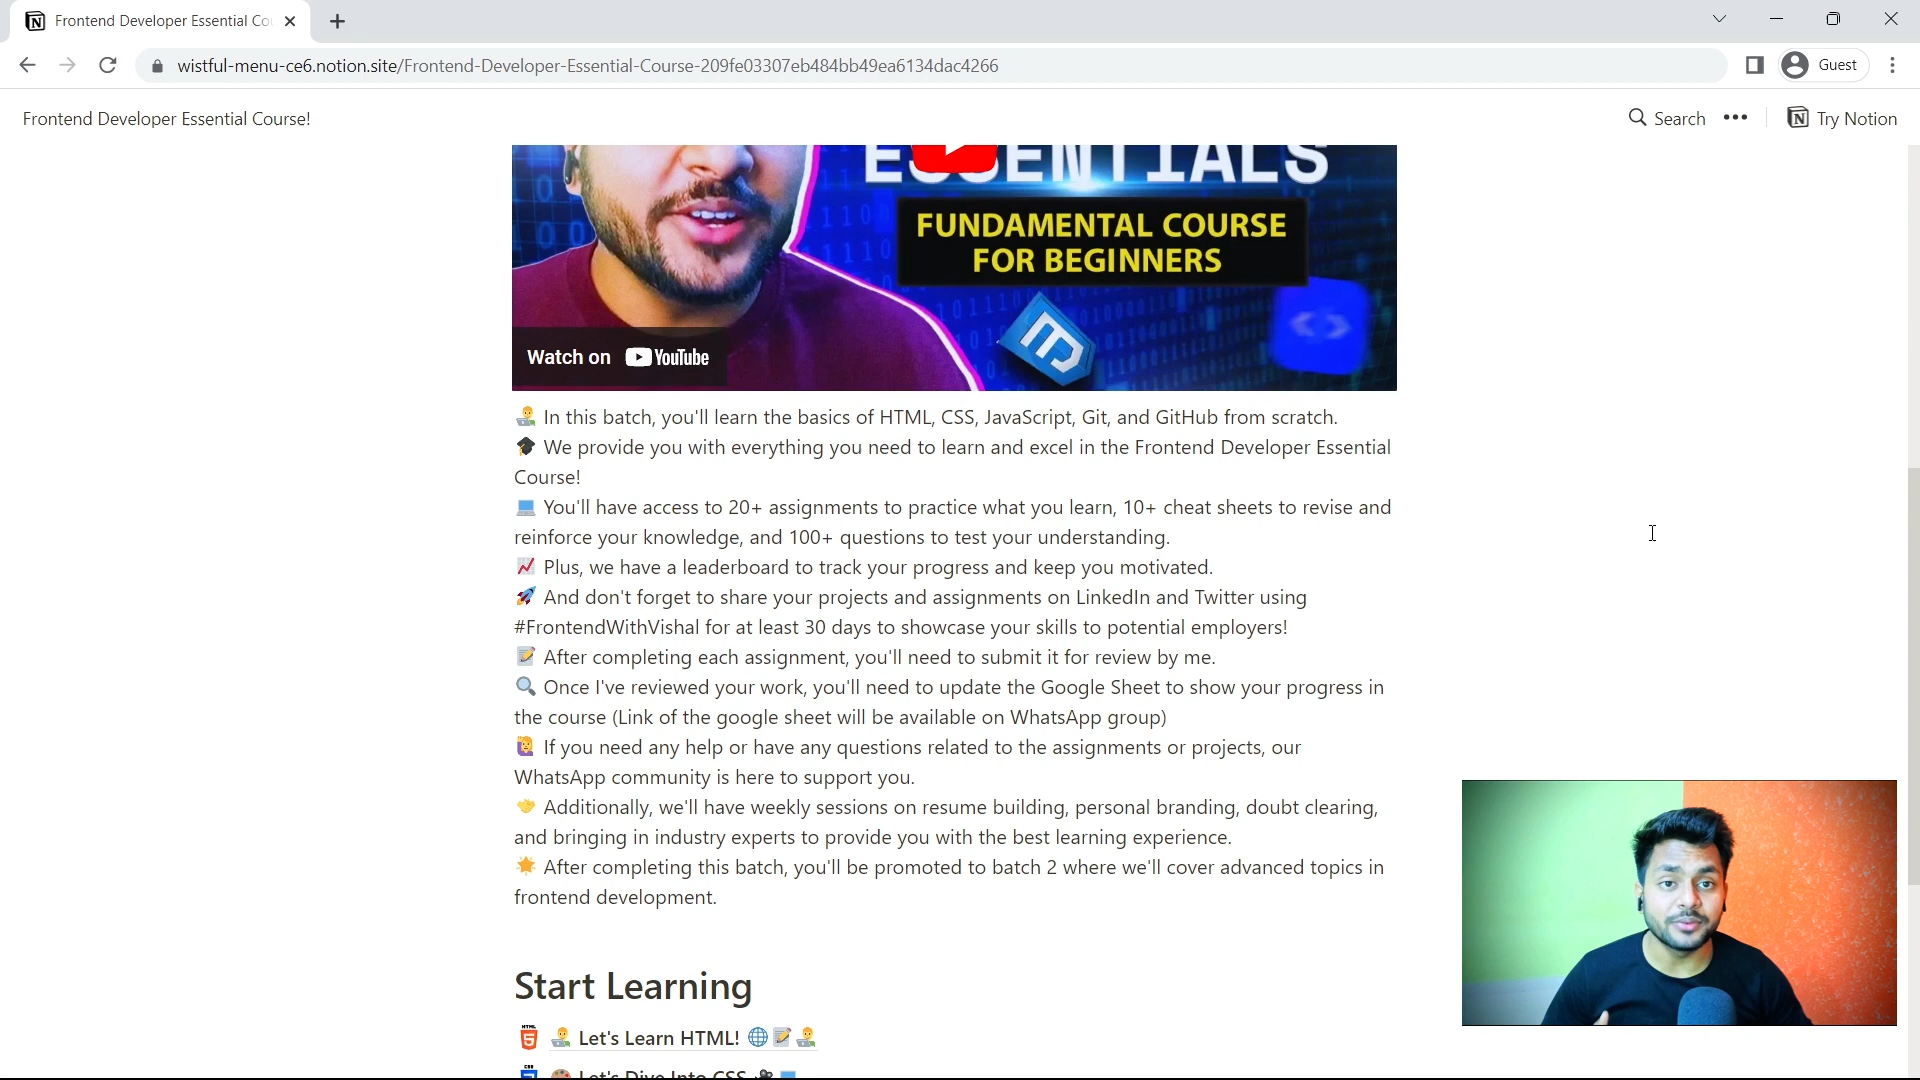 Frontend Developer Essential Co
wistful-menu-ce6.notion.site/Frontend-Developer-Essential-Course-209fe03307eb484bb49ea6134dac4266
Guest
Frontend Developer Essential Course!
Search
Try Notion
ESSENTIALS
FUNDAMENTAL COURSE
FOR BEGINNERS
Watch on YouTube
In this batch, you'll learn the basics of HTML, CSS, JavaScript, Git, and GitHub from scratch.
We provide you with everything you need to learn and excel in the Frontend Developer Essential
Course!
You'll have access to 20+ assignments to practice what you learn, 10+ cheat sheets to revise and
reinforce your knowledge, and 100+ questions to test your understanding.
Plus, we have a leaderboard to track your progress and keep you motivated.
And don't forget to share your projects and assignments on LinkedIn and Twitter using
#FrontendWithVishal for at least 30 days to showcase your skills to potential employers!
After completing each assignment, you'll need to submit it for review by me.
Once I've reviewed your work, you'll need to update the Google Sheet to show your progress in
the course (Link of the google sheet will be available on WhatsApp group)
If you need any help or have any questions related to the assignments or projects, our
WhatsApp community is here to support you.
Additionally, we'll have weekly sessions on resume building, personal branding, doubt clearing,
and bringing in industry experts to provide you with the best learning experience.
After completing this batch, you'll be promoted to batch 2 where we'll cover advanced topics in
frontend development.
Start Learning
Let's Learn HTML!
Let's Dive Into CSS